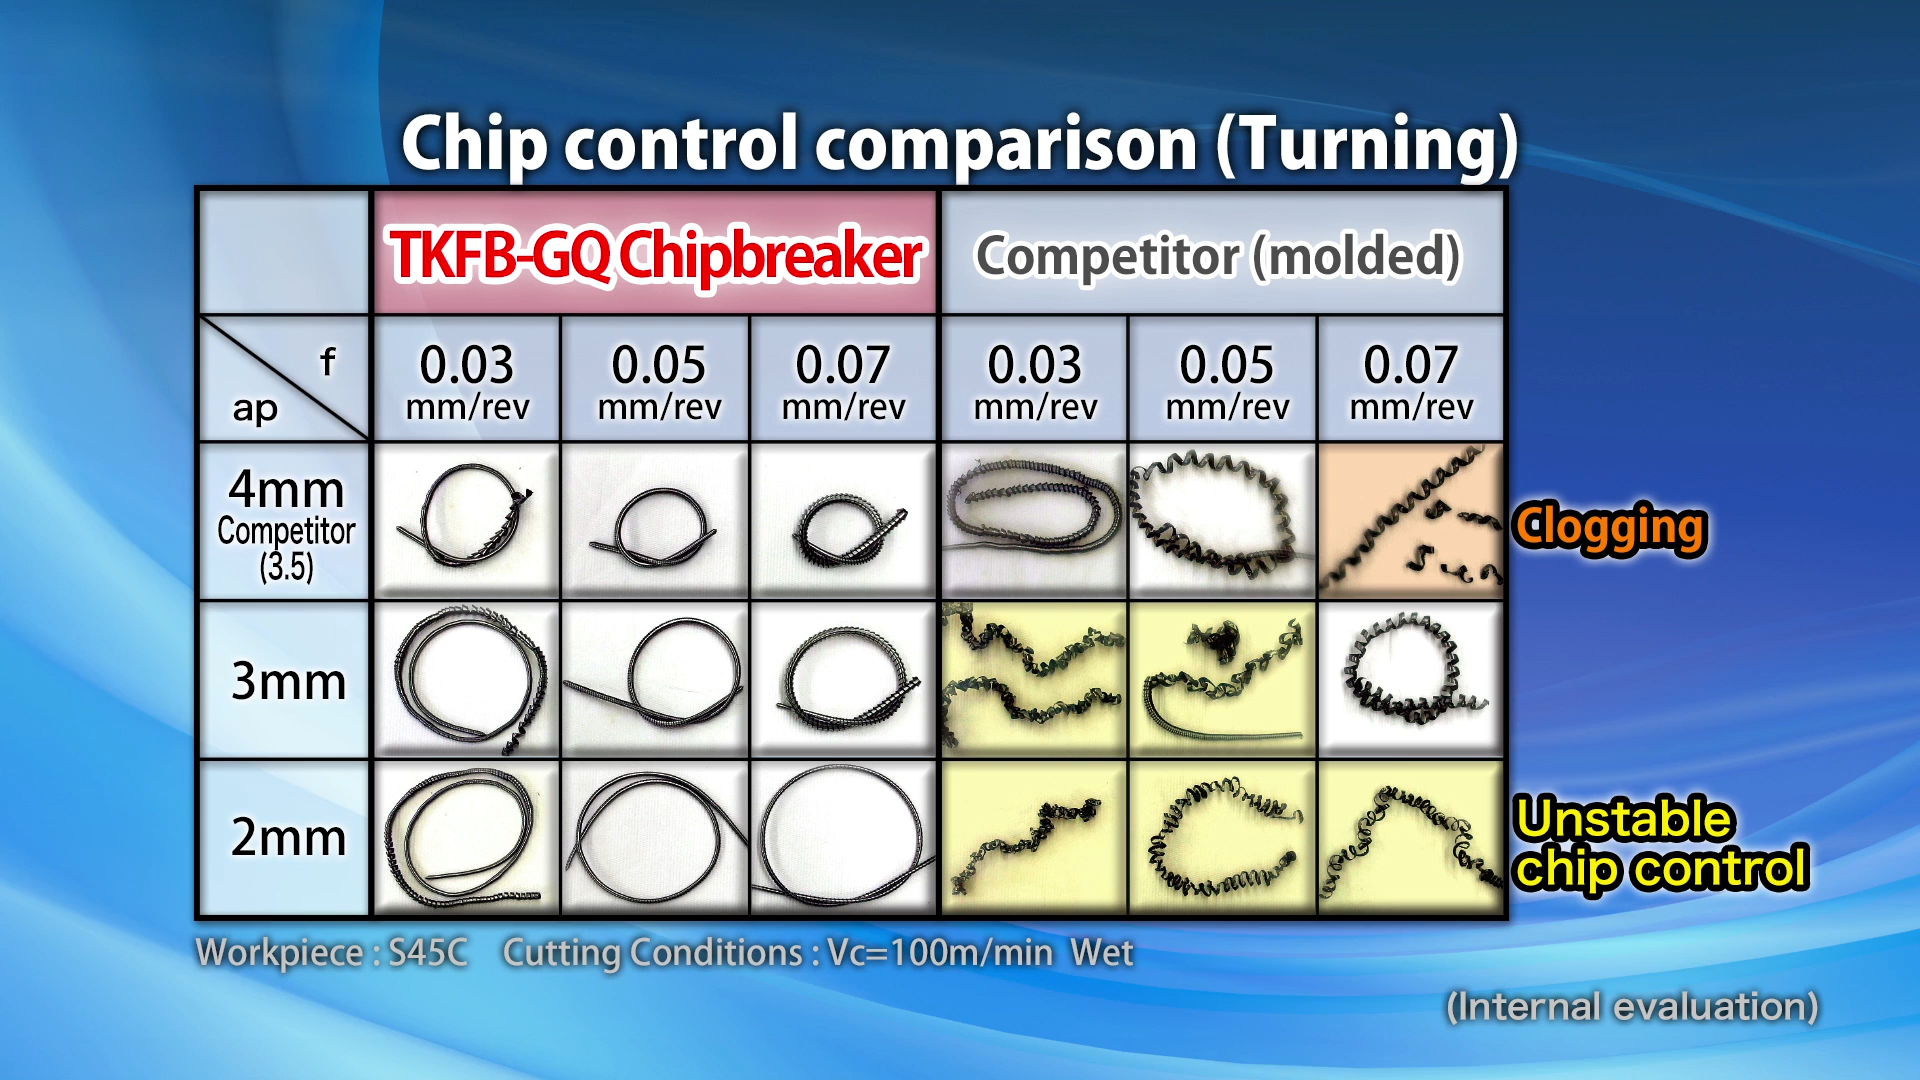 Chip control comparison (Turning)
TKFB-GQ Chipbreaker
Competitor (molded)
f
ap
0.03
mm/rev
0.05
mm/rev
0.07
mm/rev
0.03
mm/rev
0.05
mm/rev
0.07
mm/rev
4mm
Competitor
(3.5)
Clogging
3mm
2mm
Unstable
chip control
Workpiece : S45C Cutting Conditions : Vc=100m/min Wet
(Internal evaluation)